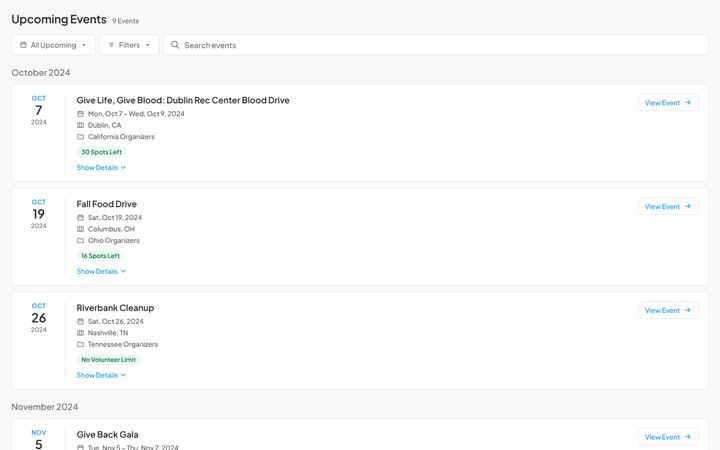 Upcoming Events 9 Events
All Upcoming Filters Search events
October 2024
OCT
7
2024
Give Life, Give Blood: Dublin Rec Center Blood Drive
Mon, Oct 7 – Wed, Oct 9, 2024
Dublin, CA
California Organizers
30 Spots Left
Show Details
View Event
OCT
19
2024
Fall Food Drive
Sat, Oct 19, 2024
Columbus, OH
Ohio Organizers
16 Spots Left
Show Details
View Event
OCT
26
2024
Riverbank Cleanup
Sat, Oct 26, 2024
Nashville, TN
Tennessee Organizers
No Volunteer Limit
Show Details
View Event
November 2024
NOV
5
Give Back Gala
Tue, Nov 5 – Thu, Nov 7, 2024
View Event